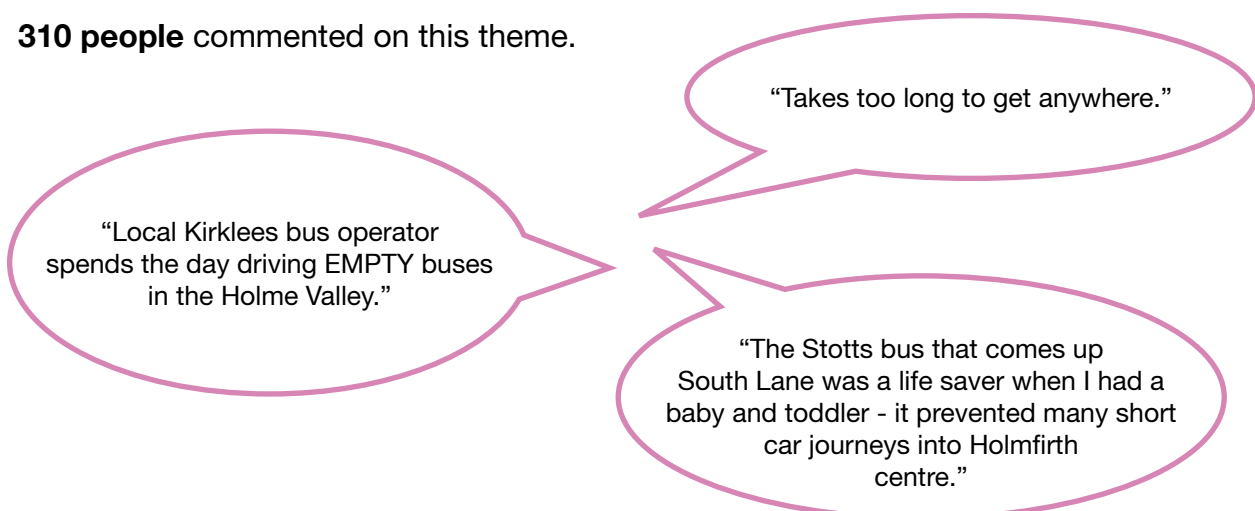 310 people commented on this theme.
“Takes too long to get anywhere.”
“Local Kirklees bus operator
spends the day driving EMPTY buses
in the Holme Valley.”
“The Stotts bus that comes up
South Lane was a life saver when I had a
baby and toddler - it prevented many short
car journeys into Holmfirth
centre.”